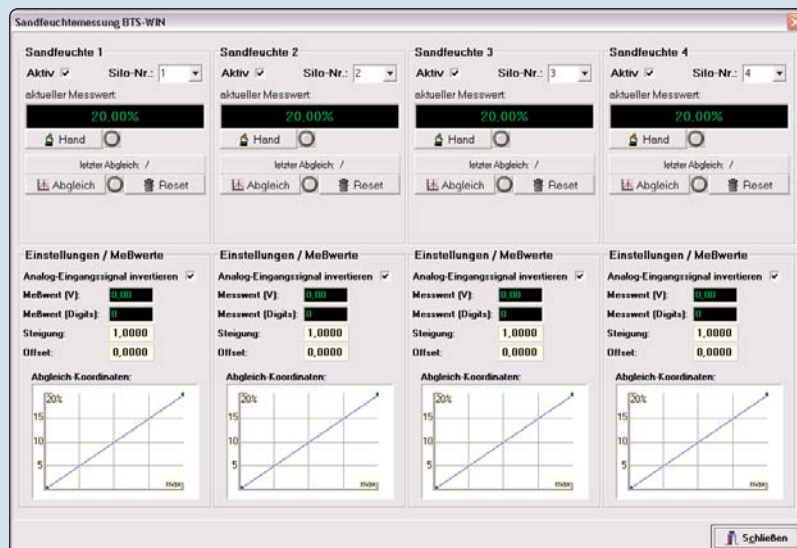 Sandfeuchtemessung BTS-WIN
Sandfeuchte 1
Aktiv Silo-Nr.: 1
aktueller Messwert:
20,00%
Hand
letzter Abgleich: /
Abgleich Reset
Sandfeuchte 2
Aktiv Silo-Nr.: 2
aktueller Messwert:
20,00%
Hand
letzter Abgleich: /
Abgleich Reset
Sandfeuchte 3
Aktiv Silo-Nr.: 3
aktueller Messwert:
20,00%
Hand
letzter Abgleich: /
Abgleich Reset
Sandfeuchte 4
Aktiv Silo-Nr.: 4
aktueller Messwert:
20,00%
Hand
letzter Abgleich: /
Abgleich Reset
Einstellungen / Meßwerte
Analog-Eingangssignal invertieren
Meßwert (V): 0,00
Meßwert (Digits): 0
Steigung: 1,0000
Offset: 0,0000
Abgleich-Koordinaten:
20%
15
10
5
max
Einstellungen / Meßwerte
Analog-Eingangssignal invertieren
Messwert (V): 0,00
Messwert (Digits): 0
Steigung: 1,0000
Offset: 0,0000
Abgleich-Koordinaten:
20%
15
10
5
max
Einstellungen / Meßwerte
Analog-Eingangssignal invertieren
Messwert (V): 0,00
Messwert (Digits): 0
Steigung: 1,0000
Offset: 0,0000
Abgleich-Koordinaten:
20%
15
10
5
max
Einstellungen / Meßwerte
Analog-Eingangssignal invertieren
Messwert (V): 0,00
Messwert (Digits): 0
Steigung: 1,0000
Offset: 0,0000
Abgleich-Koordinaten:
20%
15
10
5
max
Schließen